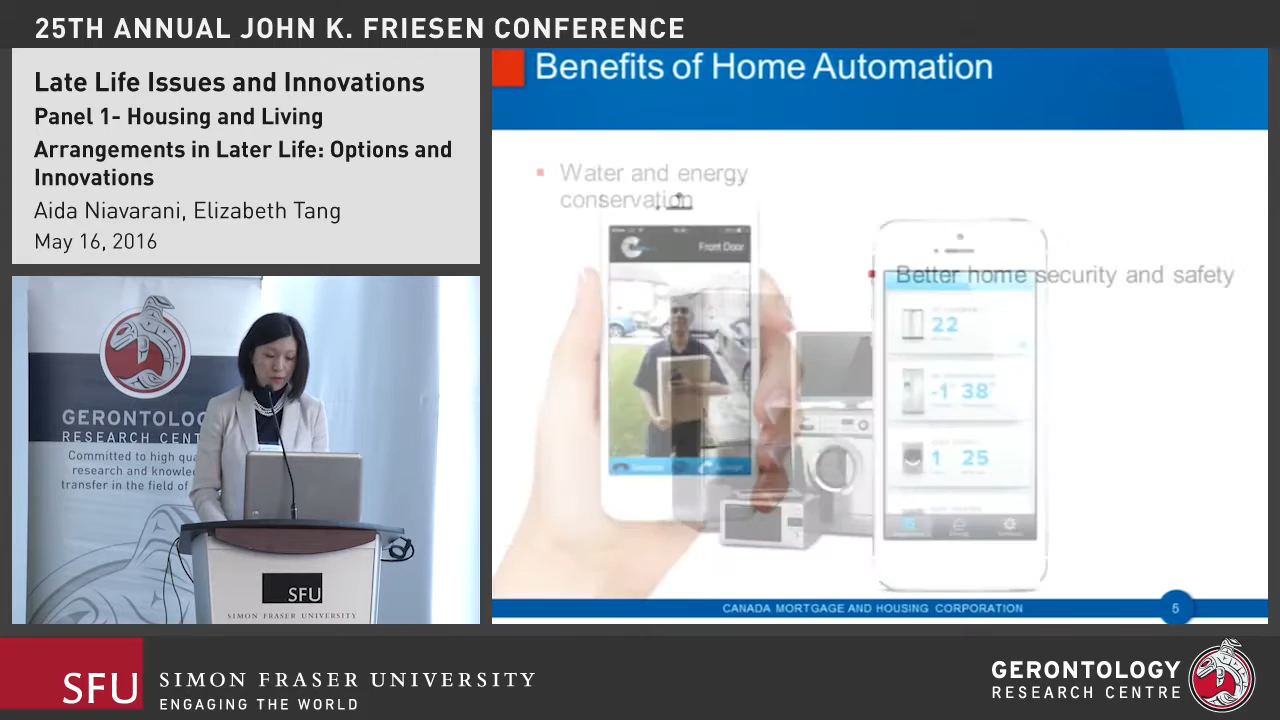 25TH ANNUAL JOHN K. FRIESEN CONFERENCE
Late Life Issues and Innovations
Panel 1- Housing and Living
Arrangements in Later Life: Options and
Innovations
Aida Niavarani, Elizabeth Tang
May 16, 2016
GERONTOLOGY
RESEARCH CENT
Committed to high qua
research and knowle
transfer in the field of
SFU
SIMON FRASER UNIVERSITY
Benefits of Home Automation
Water and energy
conservation
Better home security and safety
Front Door
22
-1° 38°
1 25
CANADA MORTGAGE AND HOUSING CORPORATION
5
SFU
SIMON FRASER UNIVERSITY
ENGAGING THE WORLD
GERONTOLOGY
RESEARCH CENTRE